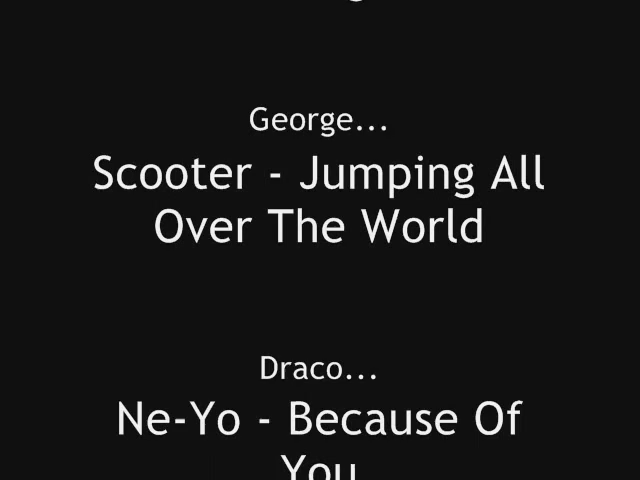 George...
Scooter - Jumping All
Over The World
Draco...
Ne-Yo - Because Of
You